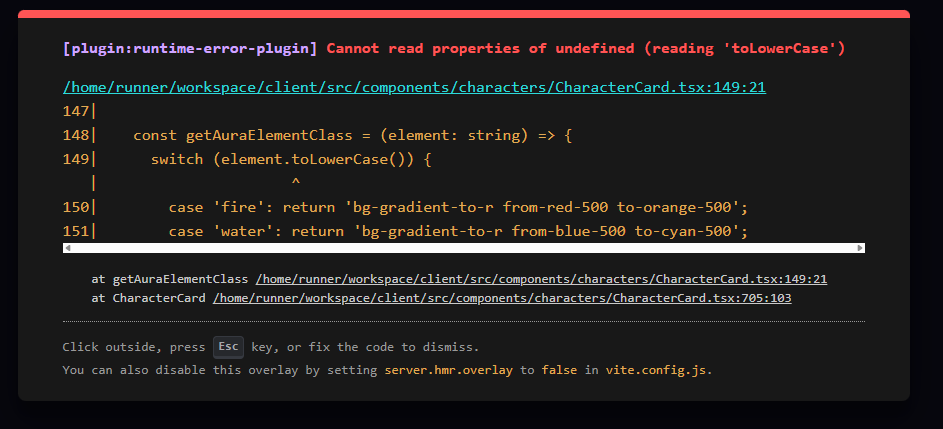 [plugin:runtime-error-plugin] Cannot read properties of undefined (reading 'toLowerCase')
/home/runner/workspace/client/src/components/characters/CharacterCard.tsx:149:21
147|
148|    const getAuraElementClass = (element: string) => {
149|      switch (element.toLowerCase()) {
   |                      ^
150|        case 'fire': return 'bg-gradient-to-r from-red-500 to-orange-500';
151|        case 'water': return 'bg-gradient-to-r from-blue-500 to-cyan-500';
at getAuraElementClass /home/runner/workspace/client/src/components/characters/CharacterCard.tsx:149:21
at CharacterCard /home/runner/workspace/client/src/components/characters/CharacterCard.tsx:705:103
Click outside, press Esc key, or fix the code to dismiss.
You can also disable this overlay by setting server.hmr.overlay to false in vite.config.js.